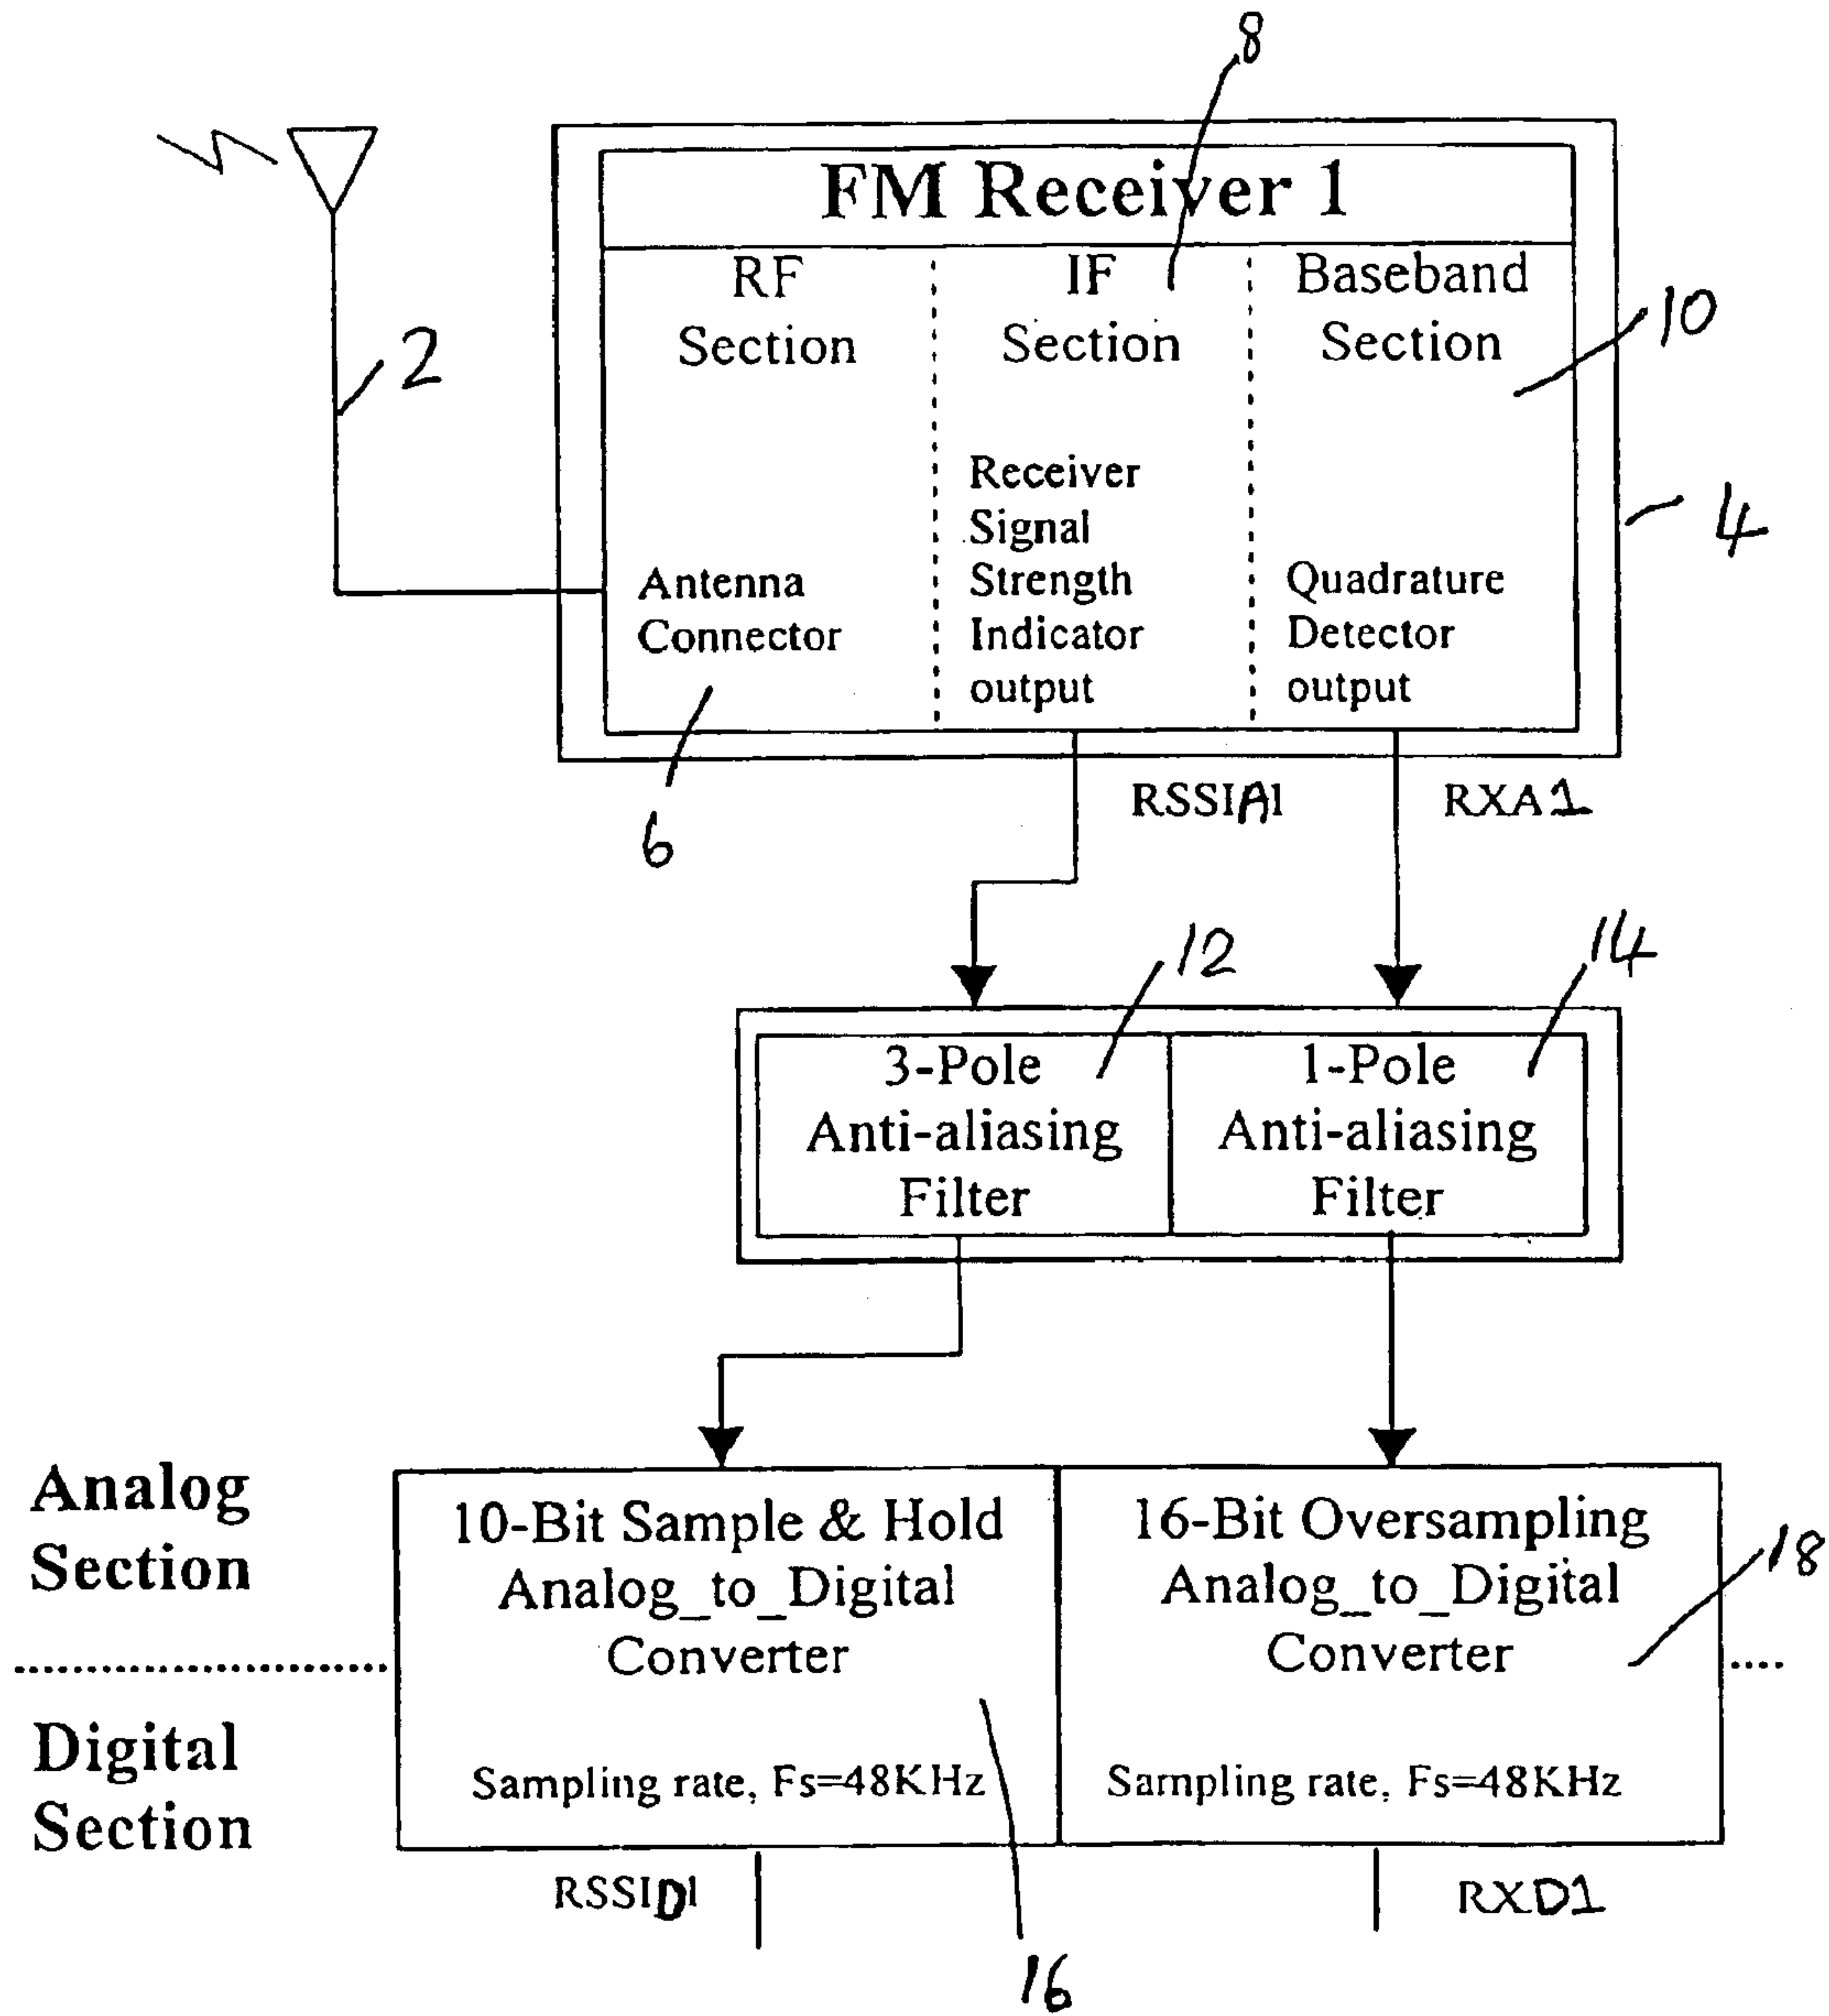 8
FM Receiver 1
RF
Section
IF
Section
Baseband
Section
10
2
Receiver
Signal
Strength
Indicator
output
4
Antenna
Connector
Quadrature
Detector
output
6
RSSIA1
RXA1
12
14
3-Pole
Anti-aliasing
Filter
1-Pole
Anti-aliasing
Filter
Analog
Section
10-Bit Sample & Hold
Analog_to_Digital
Converter
16-Bit Oversampling
Analog_to_Digital
Converter
18
Digital
Section
Sampling rate, Fs=48KHz
Sampling rate, Fs=48KHz
RSSID1
RXD1
16